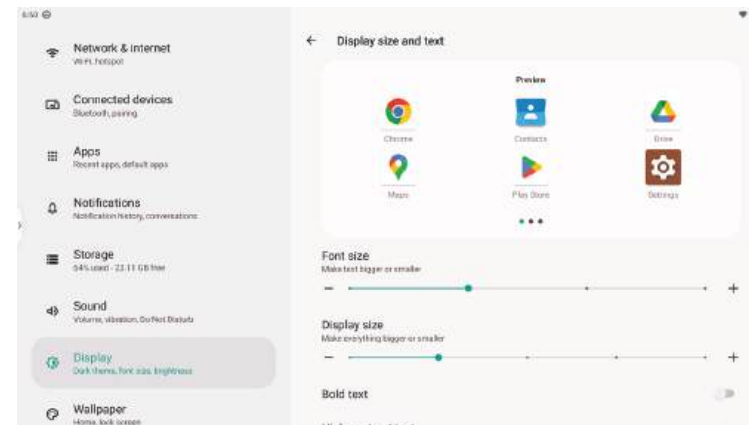 6:50
Network & internet
Wi-Fi, hotspot
Connected devices
Bluetooth, pairing
Apps
Recent apps, default apps
Notifications
Notification history, conversations
Storage
64% used - 23.11 GB free
Sound
Volume, vibration, Do Not Disturb
Display
Dark theme, font size, brightness
Wallpaper
Home, lock screen
Display size and text
Preview
Chrome
Contacts
Drive
Maps
Play Store
Settings
Font size
Make text bigger or smaller
Display size
Make everything bigger or smaller
Bold text